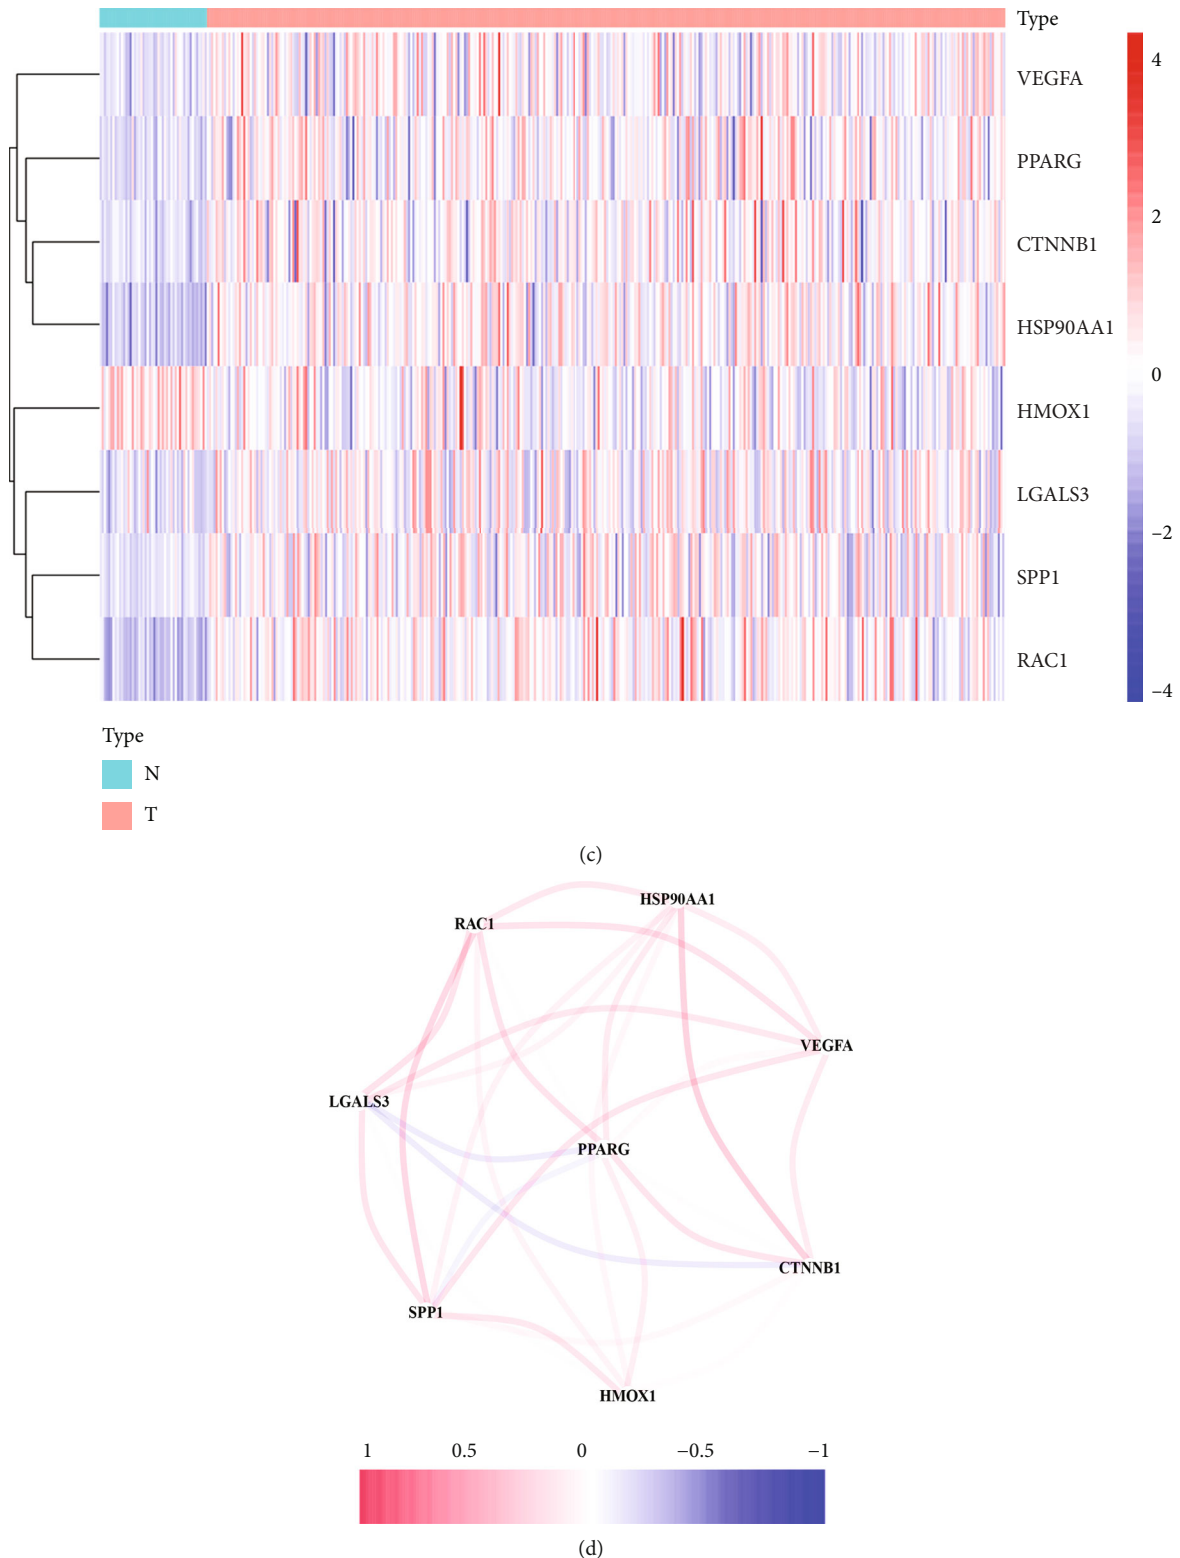 Type
VEGFA
PPARG
CTNNB1
HSP90AA1
HMOX1
LGALS3
SPP1
RAC1
4
2
0
−2
−4
Type
N
T
(c)
HSP90AA1
RAC1
VEGFA
LGALS3
PPARG
CTNNB1
SPP1
HMOX1
1 0.5 0 −0.5 −1
(d)